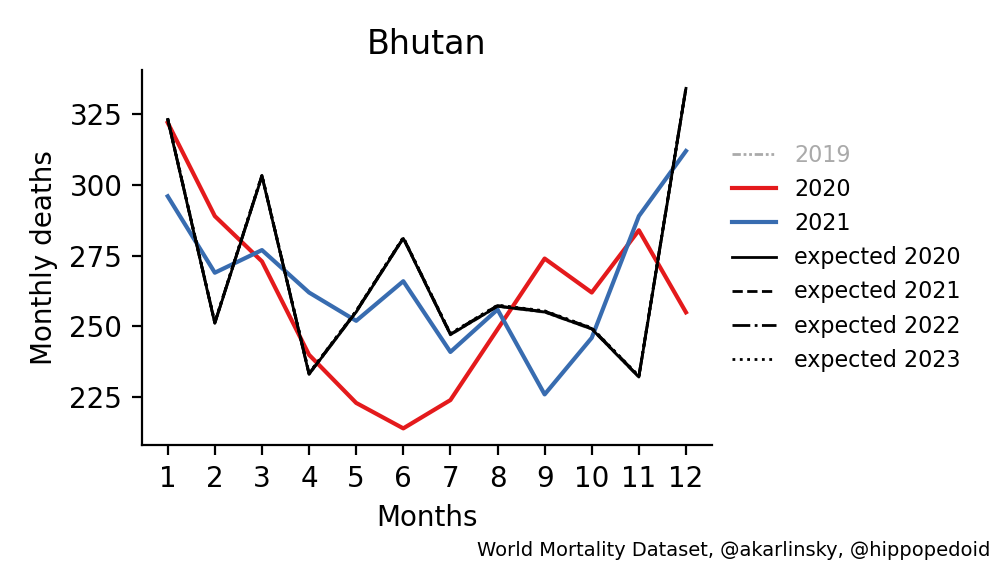 Bhutan
Monthly deaths
325
300
275
250
225
1 2 3 4 5 6 7 8 9 10 11 12
Months
2019
2020
2021
expected 2020
expected 2021
expected 2022
expected 2023
World Mortality Dataset, @akarlinsky, @hippopedoid